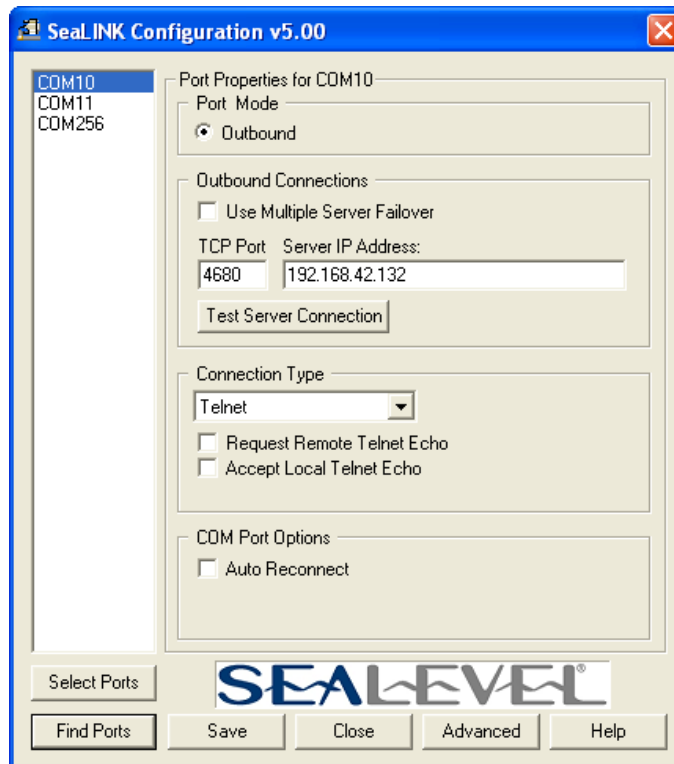 SeaLINK Configuration v5.00
COM10
COM11
COM256
Port Properties for COM10
Port Mode
Outbound
Outbound Connections
Use Multiple Server Failover
TCP Port Server IP Address:
4680 192.168.42.132
Test Server Connection
Connection Type
Telnet
Request Remote Telnet Echo
Accept Local Telnet Echo
COM Port Options
Auto Reconnect
Select Ports
SEALEVEL®
Find Ports Save Close Advanced Help